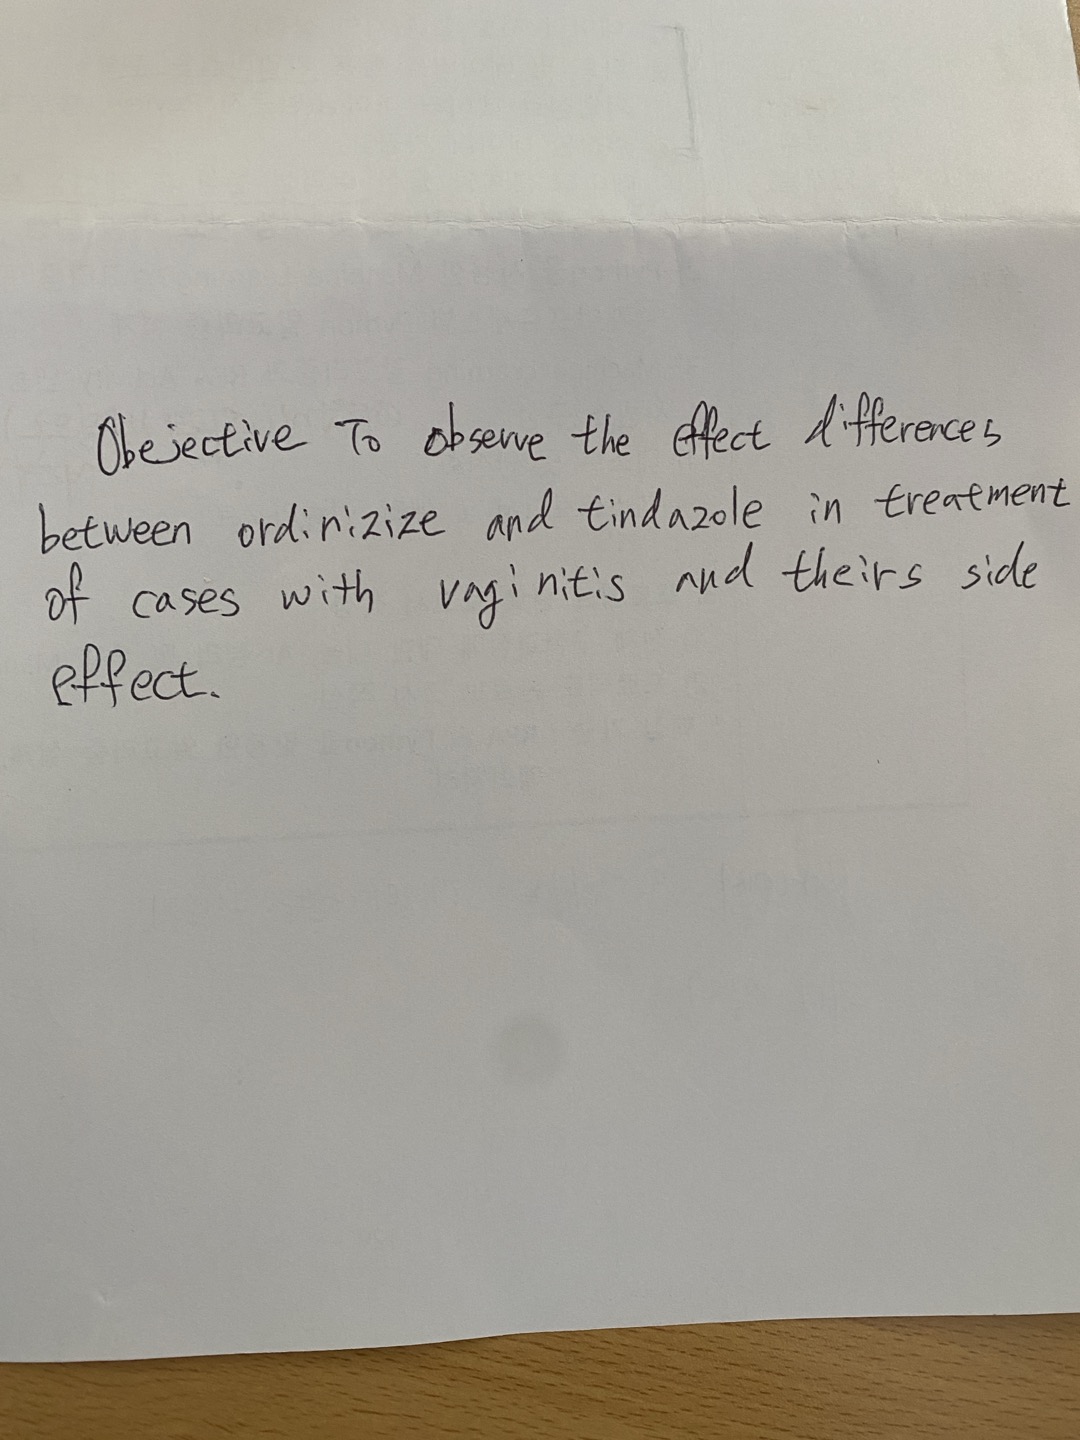 Obejective To observe the effect differences
between ordinizize and tindazole in treatment
of cases with vaginitis and theirs side
effect.